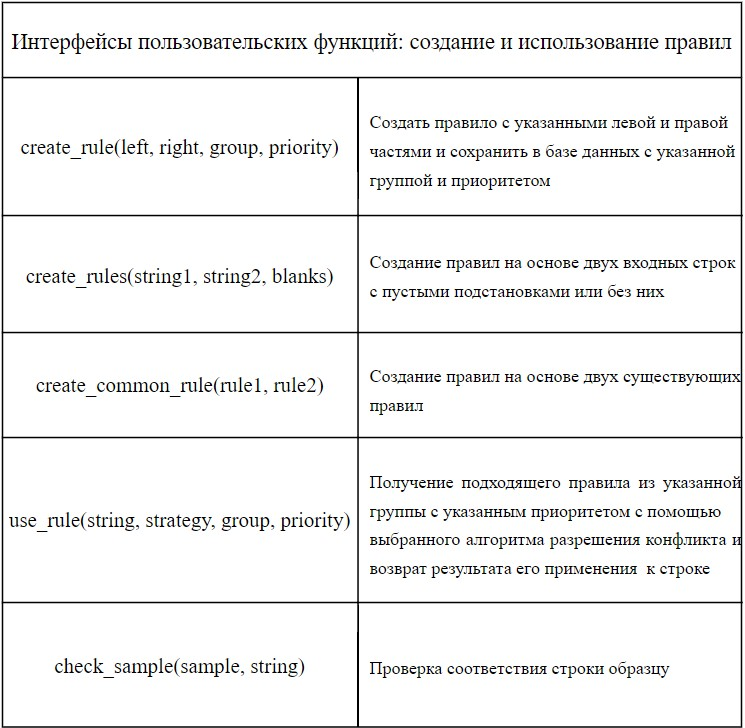 Интерфейсы пользовательских функций: создание и использование правил
create_rule(left, right, group, priority)
Создать правило с указанными левой и правой
частями и сохранить в базе данных с указанной
группой и приоритетом
create_rules(string1, string2, blanks)
Создание правил на основе двух входных строк
с пустыми подстановками или без них
create_common_rule(rule1, rule2)
Создание правил на основе двух существующих
правил
use_rule(string, strategy, group, priority)
Получение подходящего правила из указанной
группы с указанным приоритетом с помощью
выбранного алгоритма разрешения конфликта и
возврат результата его применения к строке
check_sample(sample, string)
Проверка соответствия строки образцу